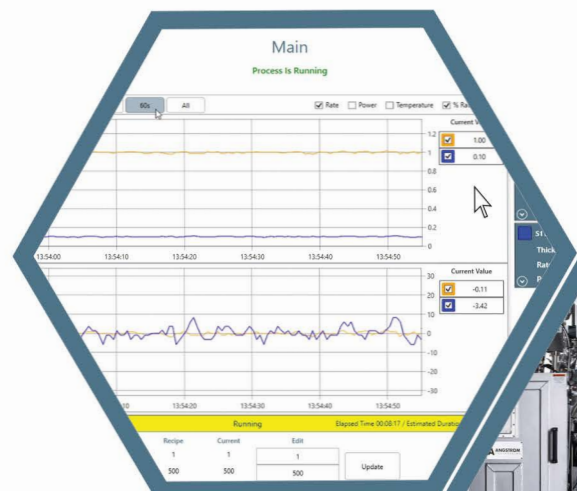 Main
Process Is Running
60s All Rate Power Temperature % Ra
Current V
1.2
1.00
1
0.10
0.8
0.6
0.4
0.2
0
13:54:00 13:54:10 13:54:20 13:54:30 13:54:40 13:54:50
Thick
Rat
30
Current Value
20
-0.11
10
-3.42
0
-10
-20
-30
:10 13:54:20 13:54:30 13:54:40 13:54:50
Running Elapsed Time 00:08:17 / Estimated Duratio
Recipe Current Edit
1 1 1
500 500 500
Update
ANGSTROM